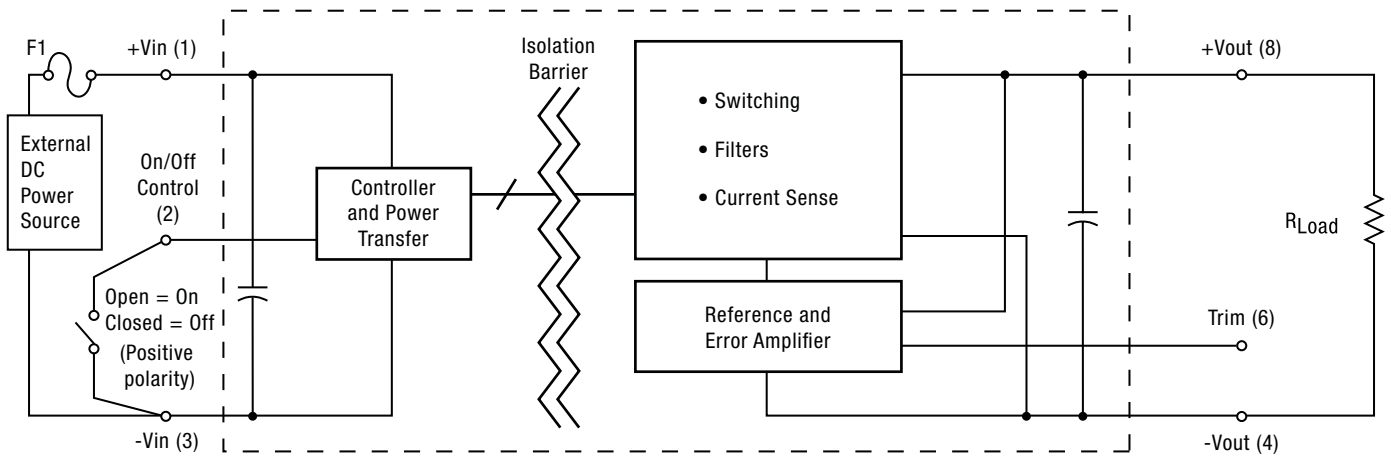 F1
+Vin (1)
External
DC
Power
Source
On/Off
Control
(2)
Open = On
Closed = Off
(Positive
polarity)
-Vin (3)
Controller
and Power
Transfer
Isolation
Barrier
• Switching
• Filters
• Current Sense
Reference and
Error Amplifier
+Vout (8)
RLoad
Trim (6)
-Vout (4)